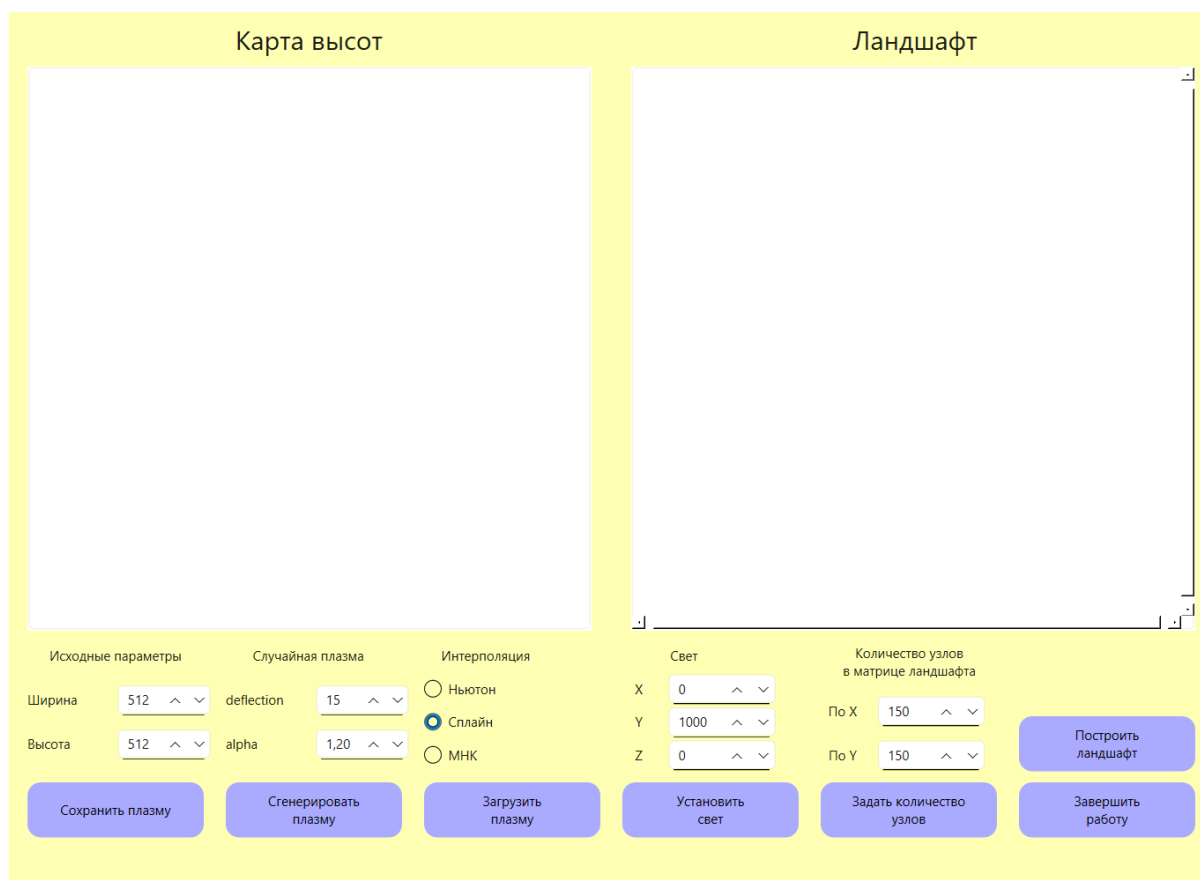 Карта высот
Ландшафт
Исходные параметры
Случайная плазма
Интерполяция
Свет
Количество узлов
в матрице ландшафта
Ширина 512
deflection 15
Ньютон
X 0
По X 150
Сплайн
Y 1000
Высота 512
alpha 1,20
МНК
Z 0
По Y 150
Построить
ландшафт
Сохранить плазму
Сгенерировать
плазму
Загрузить
плазму
Установить
свет
Задать количество
узлов
Завершить
работу